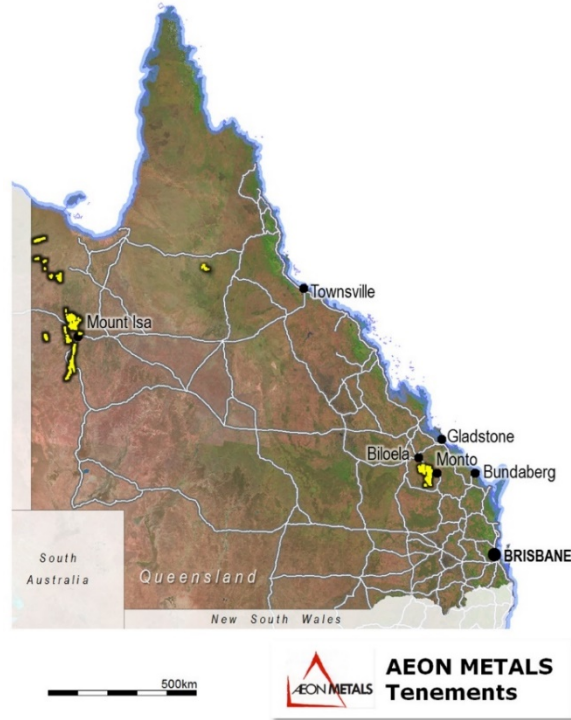 Townsville
Mount Isa
Gladstone
Biloela
Monto
Bundaberg
BRISBANE
South
Australia
Queensland
New South Wales
500km
AEON METALS
AEON METALS
Tenements